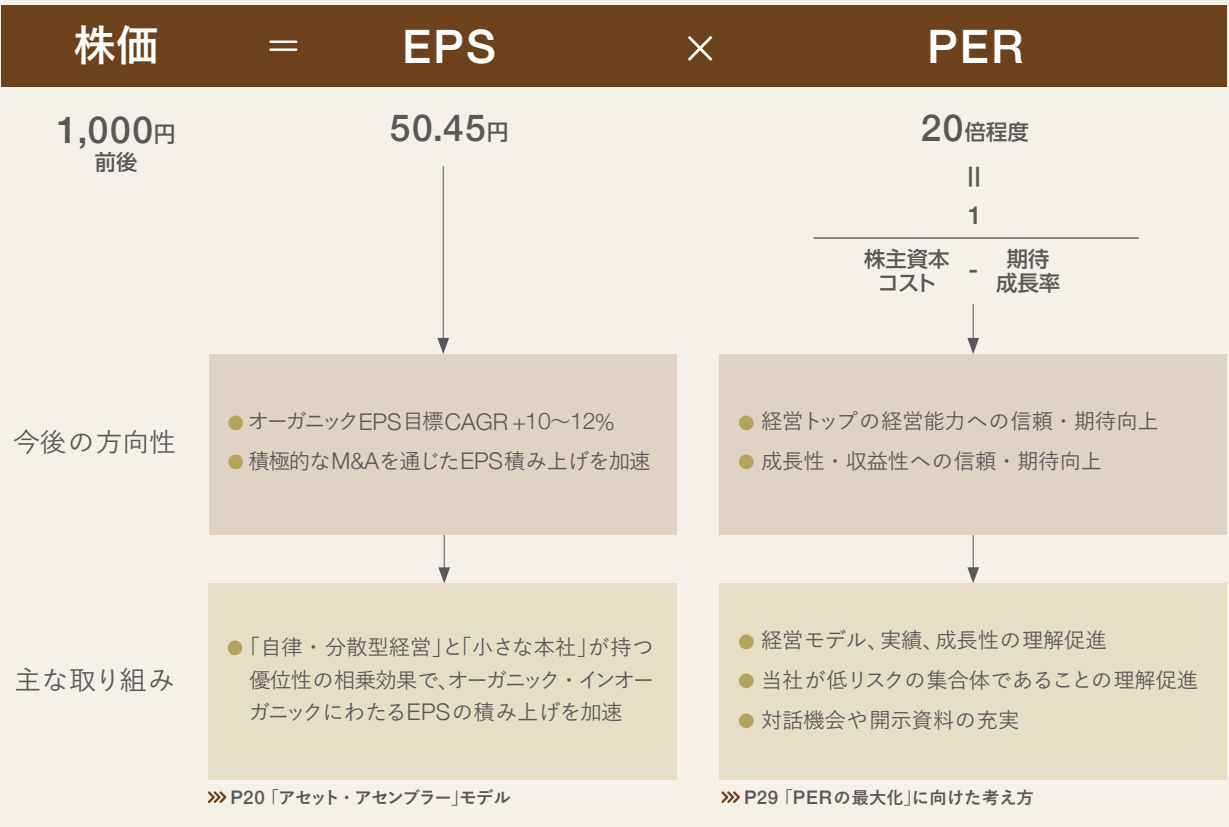 株価 = EPS × PER
1,000円
前後
50.45円
20倍程度
=
1
株主資本
コスト
-
期待
成長率
今後の方向性
● オーガニックEPS目標CAGR +10〜12%
● 積極的なM&Aを通じたEPS積み上げを加速
● 経営トップの経営能力への信頼・期待向上
● 成長性・収益性への信頼・期待向上
主な取り組み
● 「自律・分散型経営」と「小さな本社」が持つ
優位性の相乗効果で、オーガニック・インオー
ガニックにわたるEPSの積み上げを加速
● 経営モデル、実績、成長性の理解促進
● 当社が低リスクの集合体であることの理解促進
● 対話機会や開示資料の充実
>>> P20 「アセット・アセンブラー」モデル
>>> P29 「PERの最大化」に向けた考え方